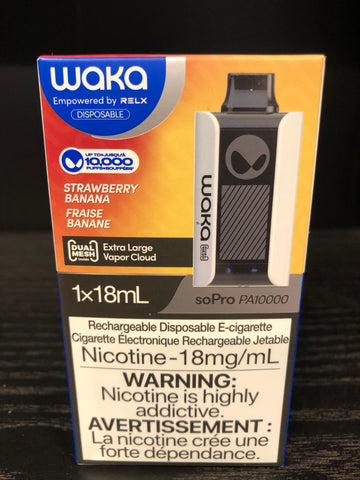 waka
Empowered by RELX
DISPOSABLE
UP TO•JUSQU'À
10,000
PUFFS•BOUFFÉES
STRAWBERRY
BANANA
FRAISE
BANANE
DUAL
MESH
Extra Large
Vapor Cloud
waka
1x18mL
soPro PA10000
Rechargeable Disposable E-cigarette
Cigarette Électronique Rechargeable Jetable
Nicotine-18mg/mL
WARNING:
Nicotine is highly
addictive.
AVERTISSEMENT :
La nicotine crée une
forte dépendance.